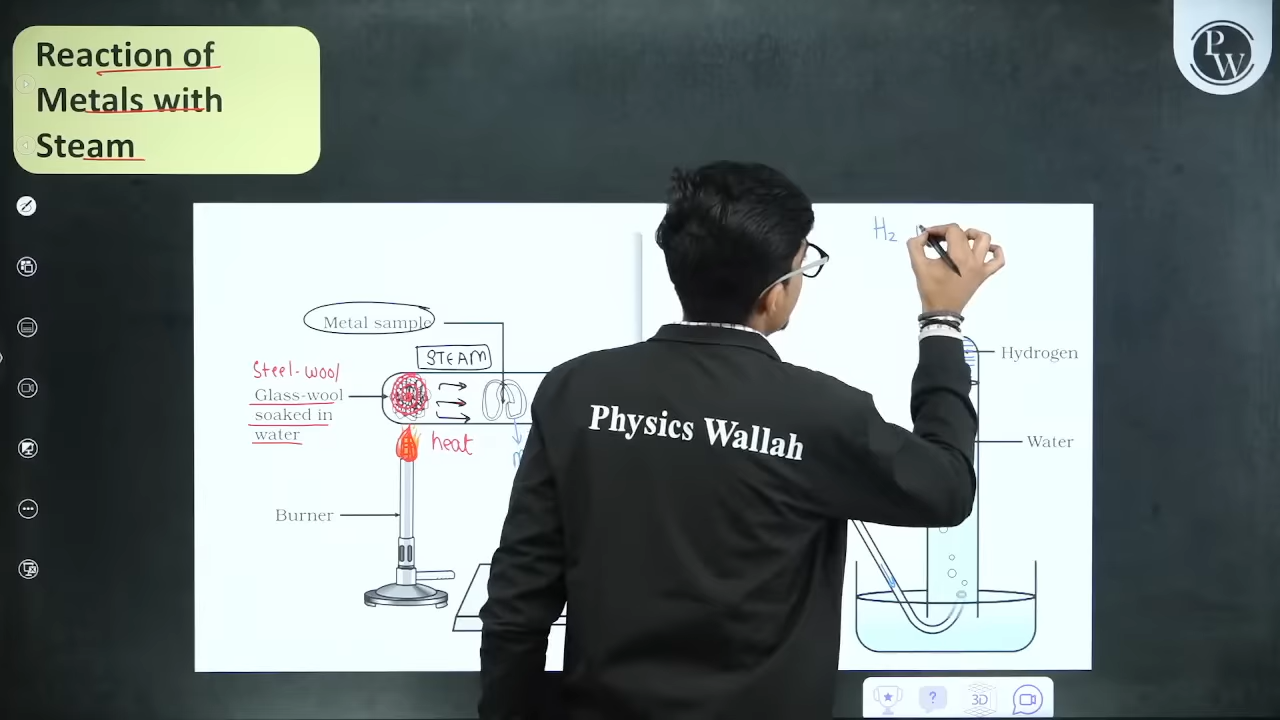 Reaction of
Metals with
Steam
PW
H₂
Metal sample
STEAM
Steel-wool
Glass-wool
soaked in
water
heat
Burner
Hydrogen
Water
Physics Wallah
?
3D